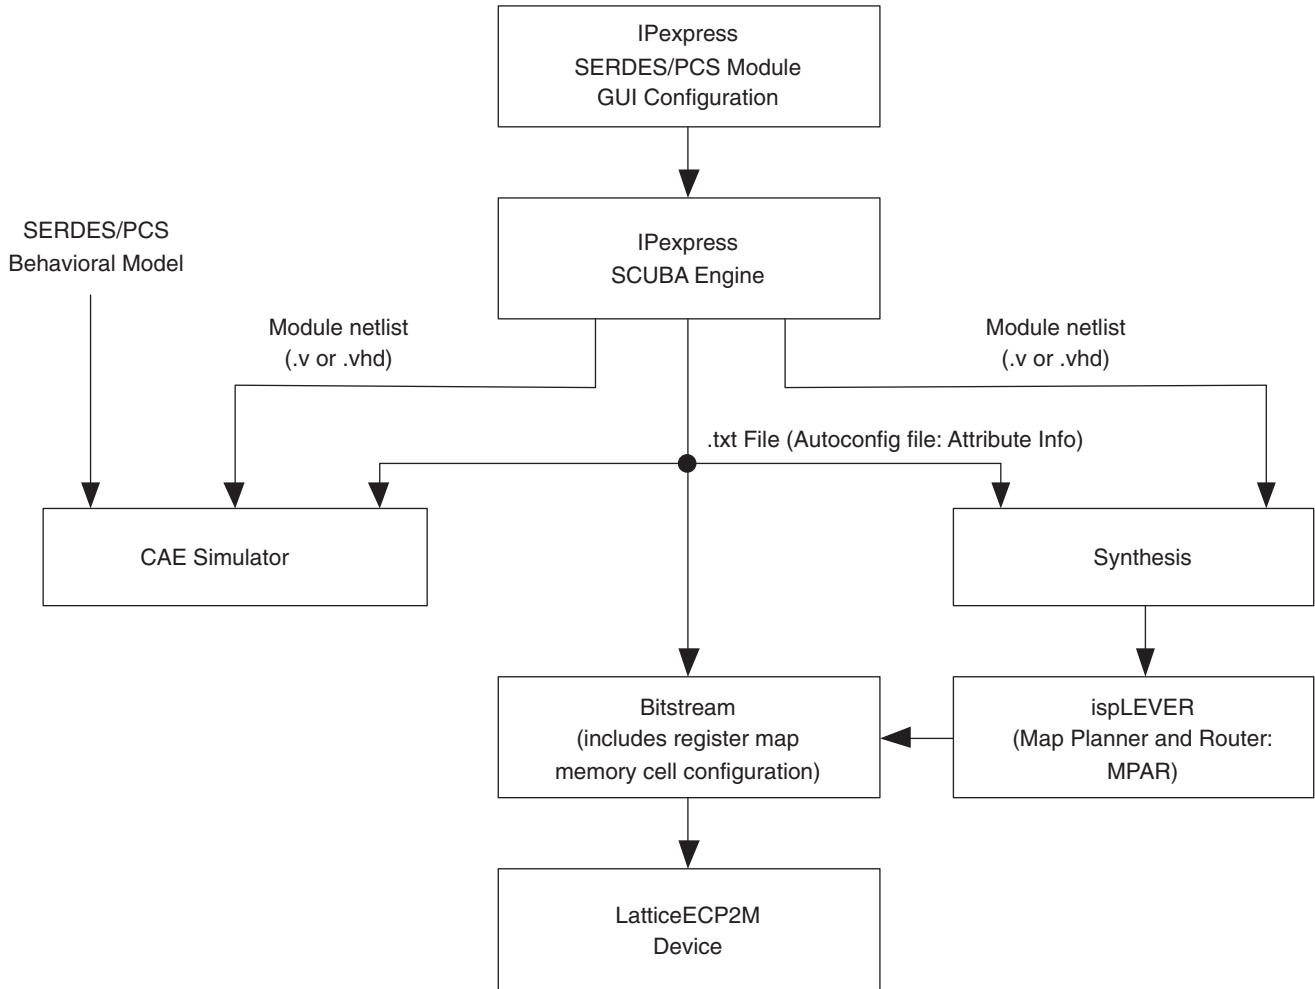 IPexpress
SERDES/PCS Module
GUI Configuration
IPexpress
SCUBA Engine
SERDES/PCS
Behavioral Model
Module netlist
(.v or .vhd)
Module netlist
(.v or .vhd)
.txt File (Autoconfig file: Attribute Info)
CAE Simulator
Synthesis
Bitstream
(includes register map
memory cell configuration)
ispLEVER
(Map Planner and Router:
MPAR)
LatticeECP2M
Device